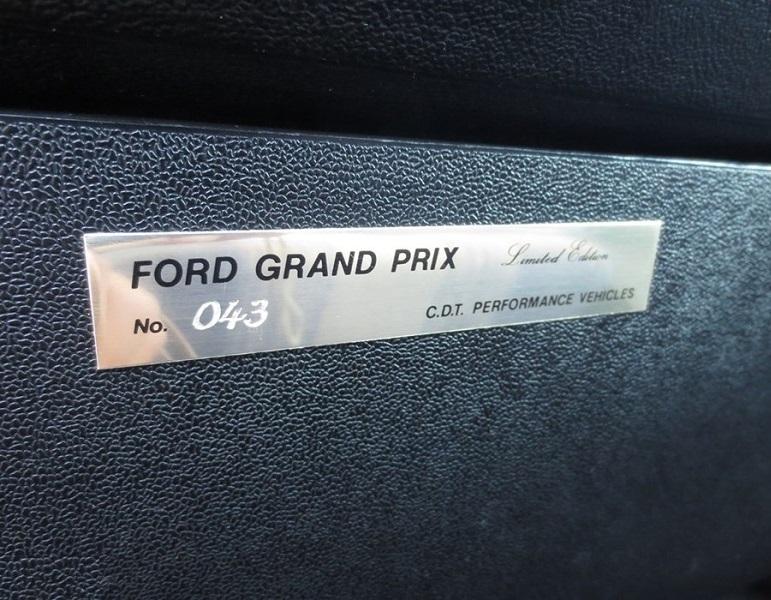 FORD GRAND PRIX Limited Edition
No. 043 C.D.T. PERFORMANCE VEHICLES